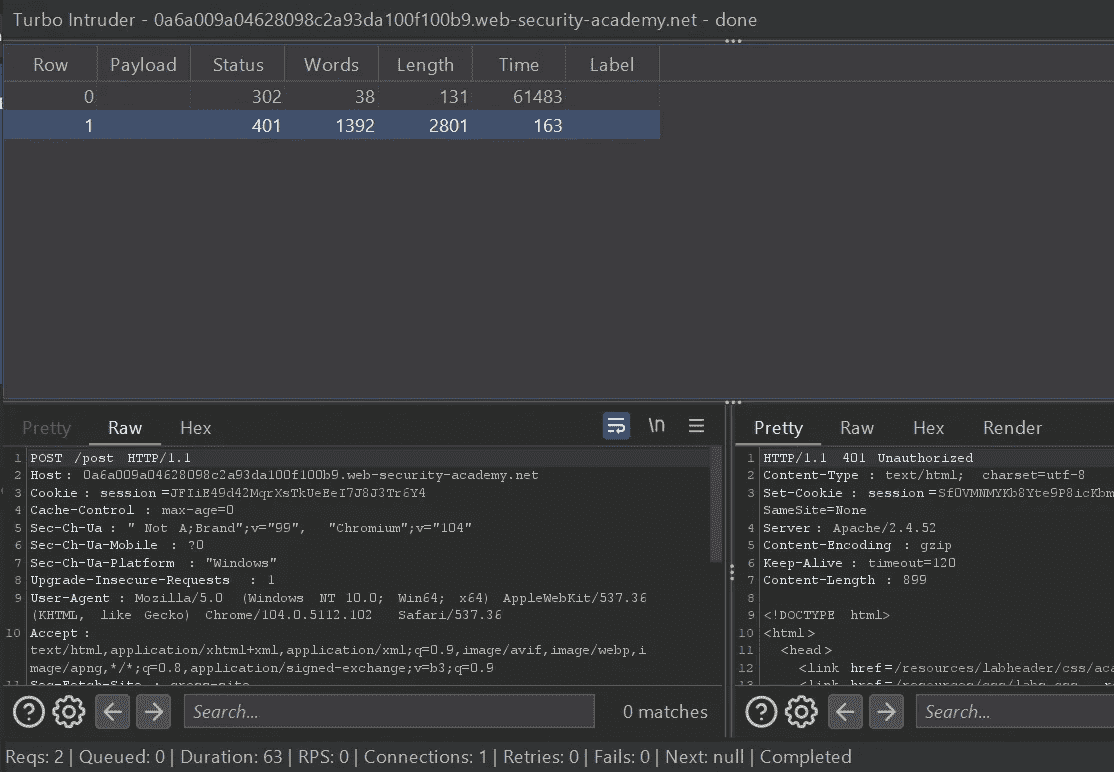 Turbo Intruder - 0a6a009a04628098c2a93da100f100b9.web-security-academy.net - done
Row Payload Status Words Length Time Label
0 302 38 131 61483
1 401 1392 2801 163
Pretty Raw Hex \n
1 POST /post HTTP/1.1
2 Host : 0a6a009a04628098c2a93da100f100b9.web-security-academy.net
3 Cookie : session =JFIiE49d42MqrXsTkUeEeI7J8J3Tr6Y4
4 Cache-Control : max-age=0
5 Sec-Ch-Ua : " Not A;Brand";v="99", "Chromium";v="104"
6 Sec-Ch-Ua-Mobile : ?0
7 Sec-Ch-Ua-Platform : "Windows"
8 Upgrade-Insecure-Requests : 1
9 User-Agent : Mozilla/5.0 (Windows NT 10.0; Win64; x64) AppleWebKit/537.36
(KHTML, like Gecko) Chrome/104.0.5112.102 Safari/537.36
10 Accept :
text/html,application/xhtml+xml,application/xml;q=0.9,image/avif,image/webp,i
mage/apng,*/*;q=0.8,application/signed-exchange;v=b3;q=0.9
11 Sec-Fetch-Site : cross-site
Search... 0 matches
Pretty Raw Hex Render
1 HTTP/1.1 401 Unauthorized
2 Content-Type : text/html; charset=utf-8
3 Set-Cookie : session =SfOVMNMYKb8Yte9P8icKbm
SameSite=None
4 Server : Apache/2.4.52
5 Content-Encoding : gzip
6 Keep-Alive : timeout=120
7 Content-Length : 899
8
9 <!DOCTYPE html>
10 <html>
11 <head>
12 <link href=/resources/labheader/css/aca
13 <link href=/resources/css/labs.css
Search...
Reqs: 2 | Queued: 0 | Duration: 63 | RPS: 0 | Connections: 1 | Retries: 0 | Fails: 0 | Next: null | Completed